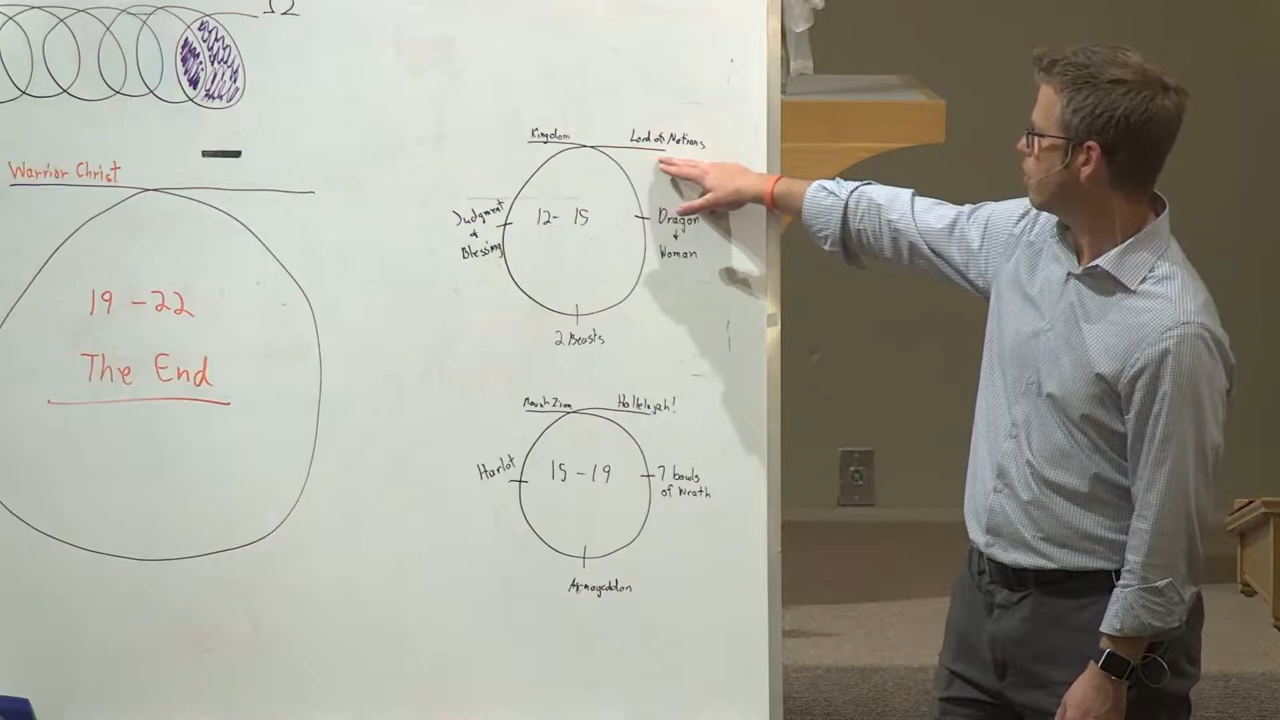 Ω
Warrior Christ
19 - 22
The End
Kingdom
Lord of Nations
Judgment
+
Blessing
12 - 15
Dragon
+
Woman
2 Beasts
Mount Zion
Hallelujah!
Harlot
15 - 19
7 bowls
of Wrath
Armageddon